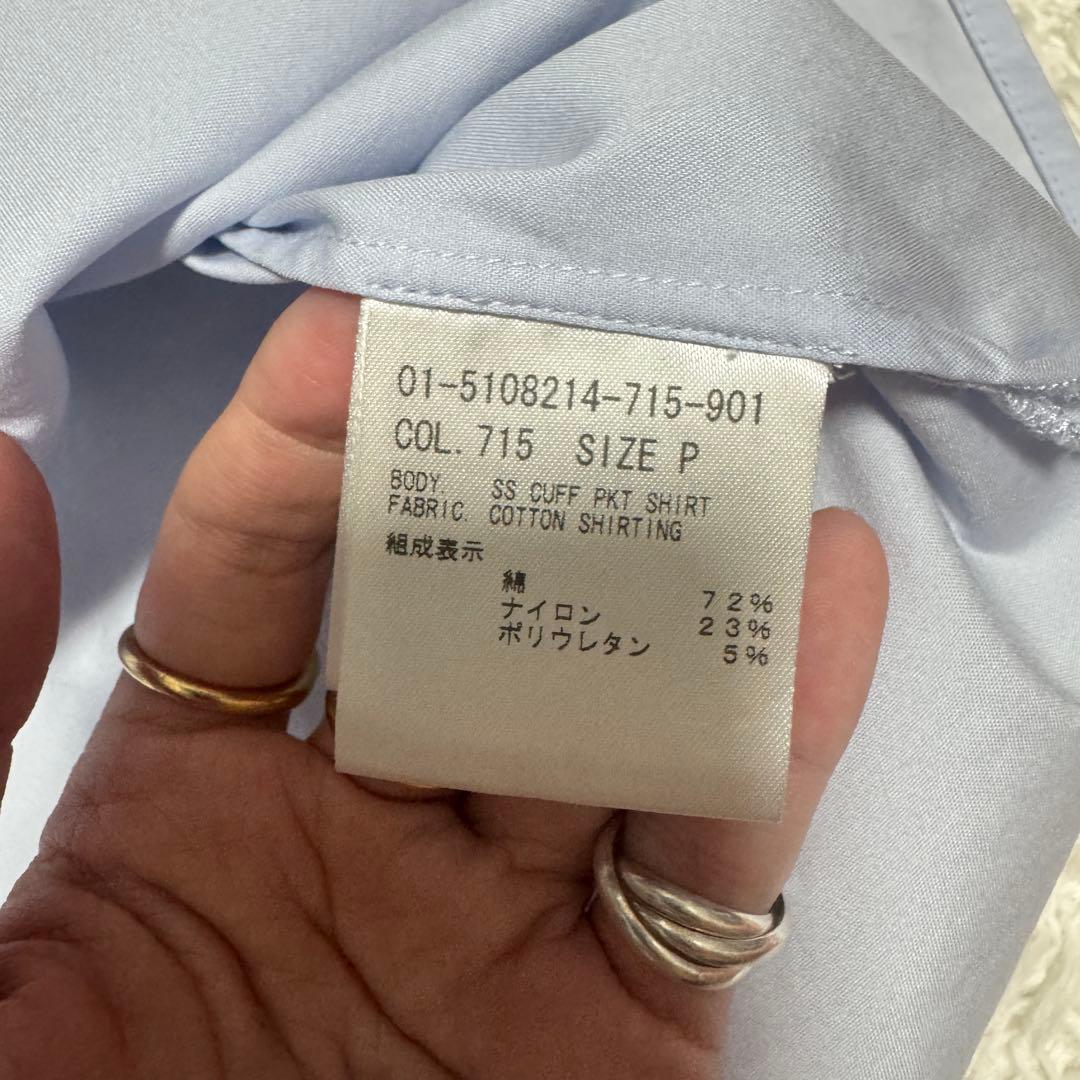 01-5108214-715-901
COL. 715 SIZE P
BODY. SS CUFF PKT SHIRT
FABRIC. COTTON SHIRTING
組成表示
綿 72%
ナイロン 23%
ポリウレタン 5%